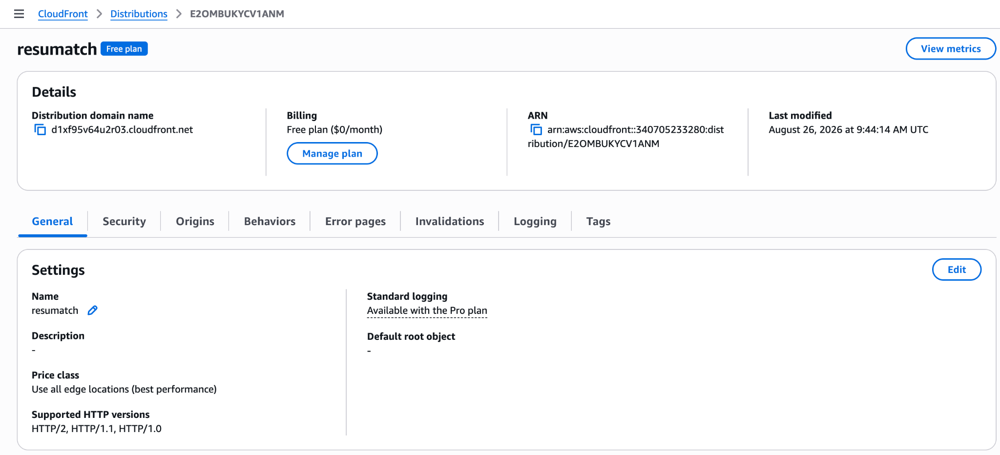 CloudFront > Distributions > E2OMBUKYCV1ANM
resumatch Free plan
View metrics
Details
Distribution domain name
d1xf95v64u2r03.cloudfront.net
Billing
Free plan ($0/month)
Manage plan
ARN
arn:aws:cloudfront::340705233280:dist
ribution/E2OMBUKYCV1ANM
Last modified
August 26, 2026 at 9:44:14 AM UTC
General
Security
Origins
Behaviors
Error pages
Invalidations
Logging
Tags
Settings
Edit
Name
resumatch
Description
-
Price class
Use all edge locations (best performance)
Supported HTTP versions
HTTP/2, HTTP/1.1, HTTP/1.0
Standard logging
Available with the Pro plan
Default root object
-